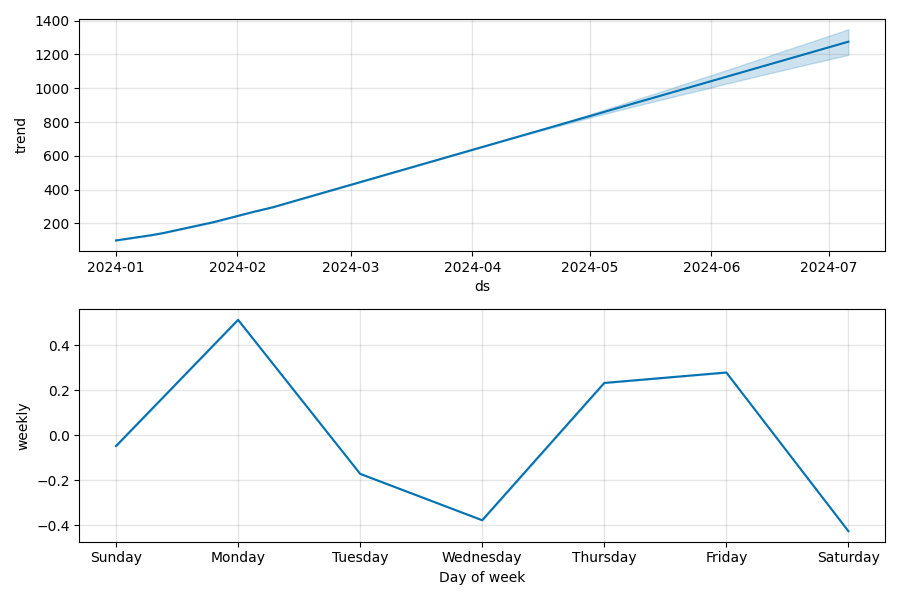 1400
1200
1000
800
600
400
200
trend
2024-01 2024-02 2024-03 2024-04 2024-05 2024-06 2024-07
ds
0.4
0.2
0.0
−0.2
−0.4
weekly
Sunday Monday Tuesday Wednesday Thursday Friday Saturday
Day of week